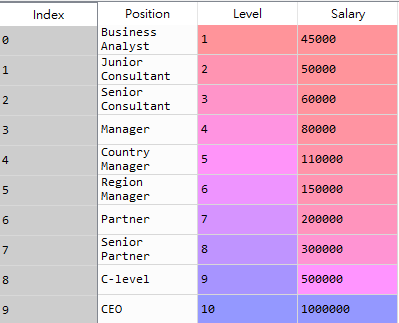 Index Position Level Salary
0 Business Analyst 1 45000
1 Junior Consultant 2 50000
2 Senior Consultant 3 60000
3 Manager 4 80000
4 Country Manager 5 110000
5 Region Manager 6 150000
6 Partner 7 200000
7 Senior Partner 8 300000
8 C-level 9 500000
9 CEO 10 1000000